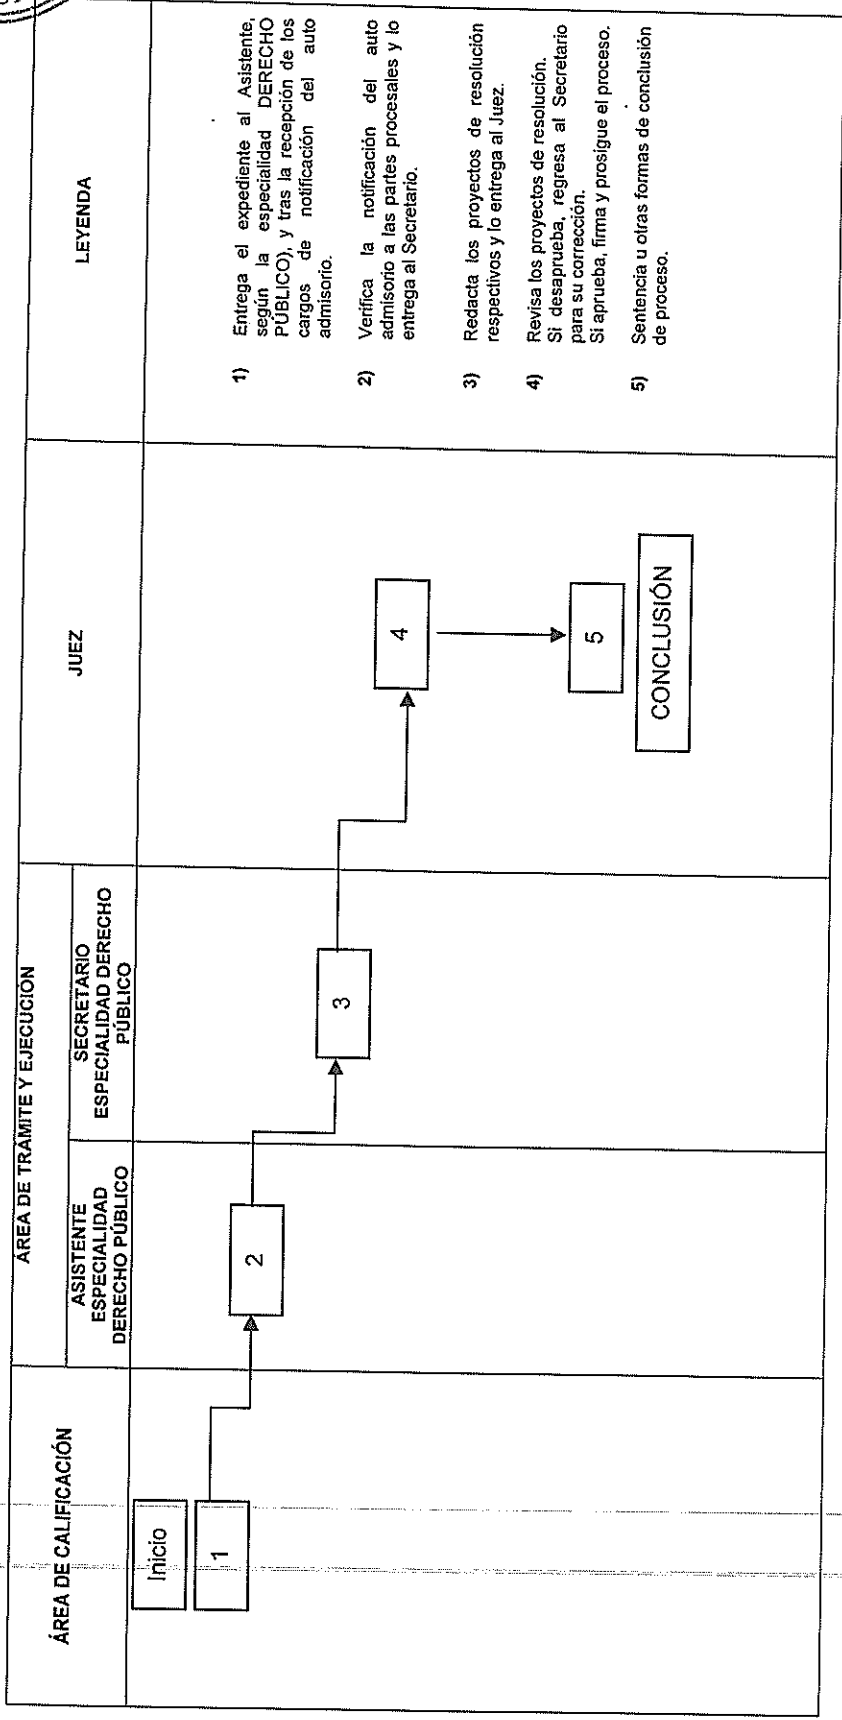 ÁREA DE CALIFICACIÓN
ÁREA DE TRÁMITE Y EJECUCIÓN
ASISTENTE
ESPECIALIDAD
DERECHO PÚBLICO
SECRETARIO
ESPECIALIDAD DERECHO
PÚBLICO
JUEZ
LEYENDA
Inicio
1
2
3
4
5
CONCLUSIÓN
1) Entrega el expediente al Asistente,
según la especialidad DERECHO
PÚBLICO), y tras la recepción de los
cargos de notificación del auto
admisorio.
2) Verifica la notificación del auto
admisorio a las partes procesales y lo
entrega al Secretario.
3) Redacta los proyectos de resolución
respectivos y lo entrega al Juez.
4) Revisa los proyectos de resolución.
Si desaprueba, regresa al Secretario
para su corrección.
Si aprueba, firma y prosigue el proceso.
5) Sentencia u otras formas de conclusión
de proceso.